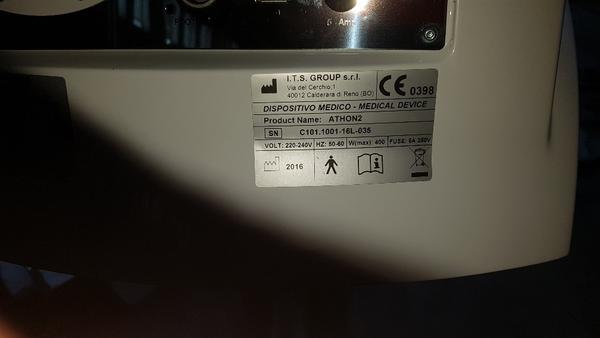 I.T.S. GROUP s.r.l.
Via del Cerchio,1
40012 Calderara di Reno (BO)
CE 0398
DISPOSITIVO MEDICO - MEDICAL DEVICE
Product Name: ATHON2
SN C101.1001-16L-035
VOLT: 220-240V HZ: 50-60 W(max): 400 FUSE: 5A 250V
2016